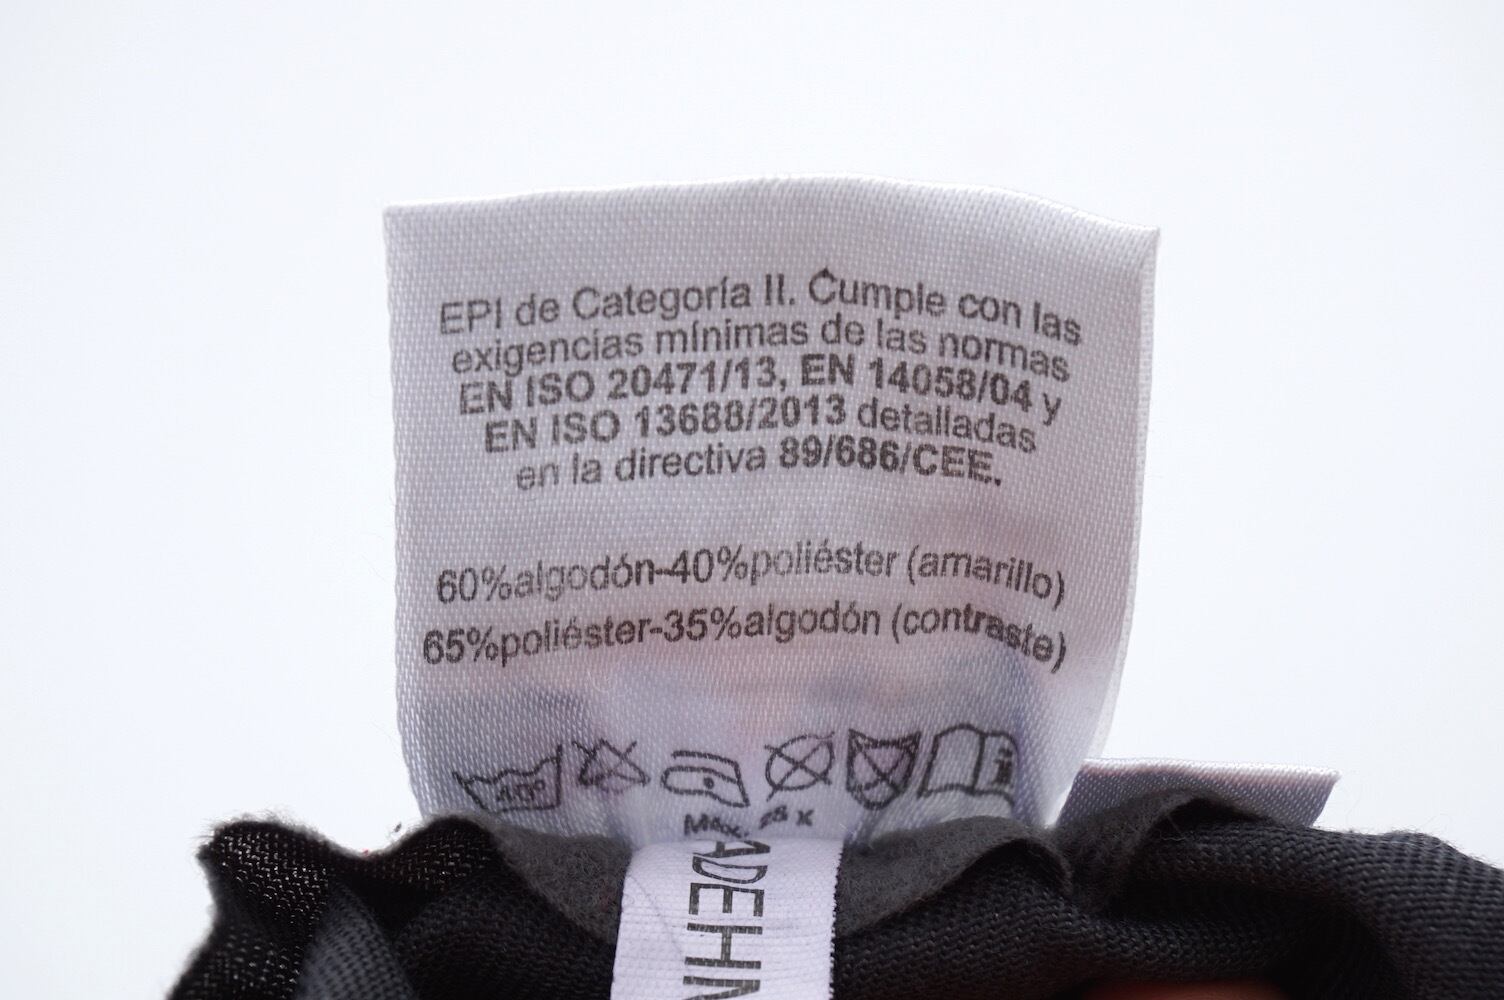 EPI de Categoría II. Cumple con las
exigencias mínimas de las normas
EN ISO 20471/13, EN 14058/04 y
EN ISO 13688/2013 detalladas
en la directiva 89/686/CEE.
60%algodón-40%poliéster (amarillo)
65%poliéster-35%algodón (contraste)
40°
Máx. 25 x